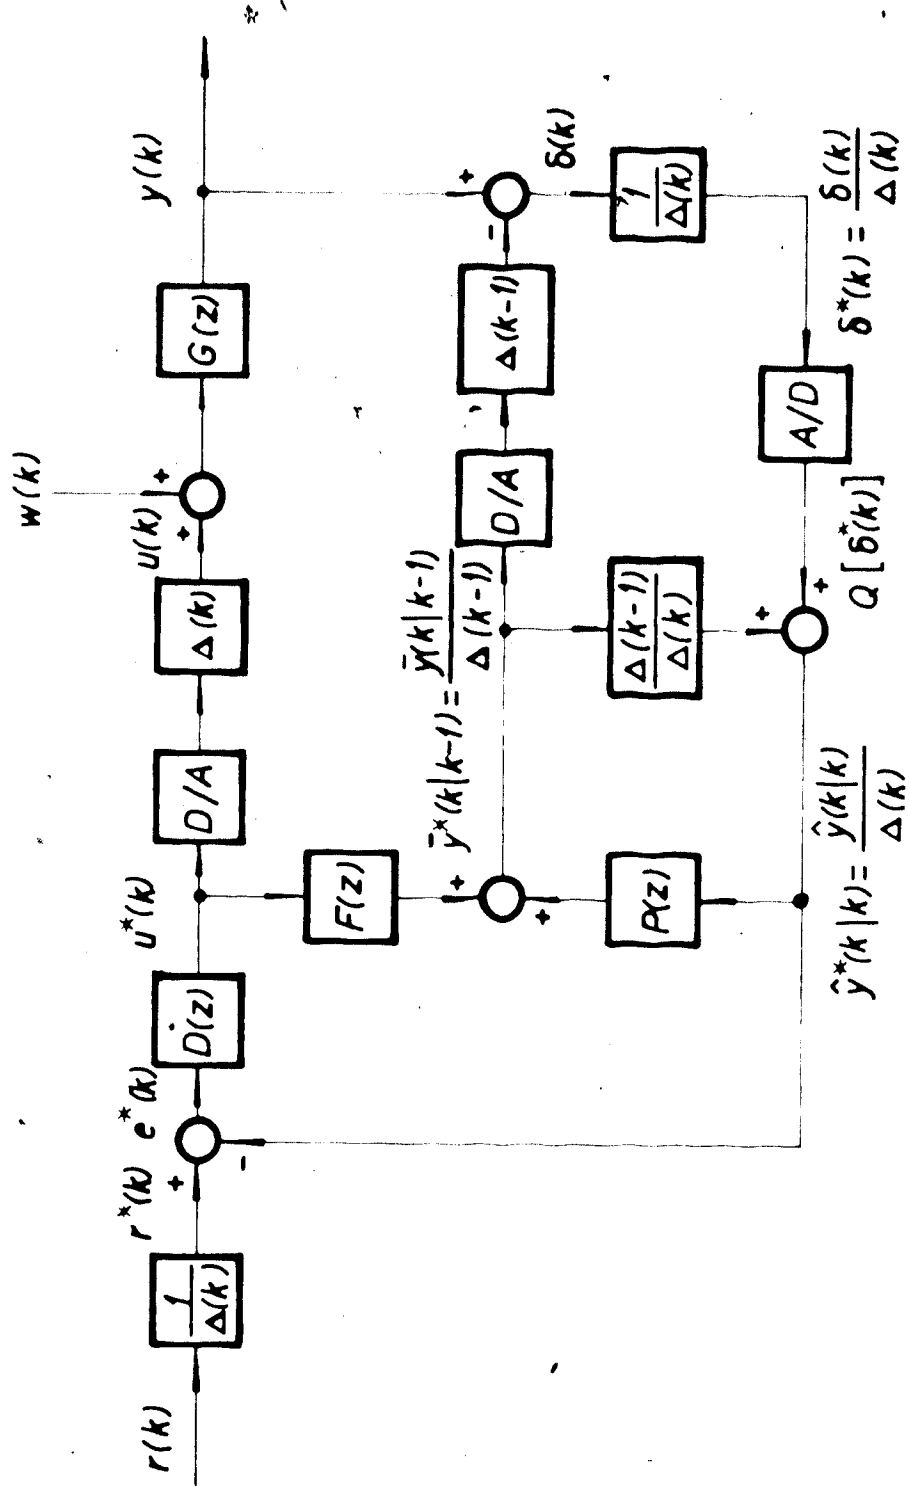 r(k)
1
Δ(k)
r*(k)
+
-
e*(k)
D(z)
u*(k)
D/A
Δ(k)
u(k)
+
+
w(k)
G(z)
y(k)
F(z)
+
+
ȳ*(k|k-1) = ȳ(k|k-1)
Δ(k-1)
D/A
Δ(k-1)
-
+
δ(k)
P(z)
Δ(k-1)
Δ(k)
1
Δ(k)
+
+
ŷ*(k|k) = ŷ(k|k)
Δ(k)
Q[δ*(k)]
A/D
δ*(k) = δ(k)
Δ(k)